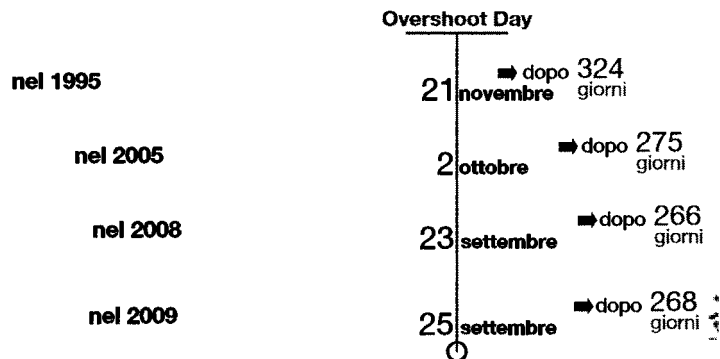 Overshoot Day
nel 1995 21 novembre dopo 324 giorni
nel 2005 2 ottobre dopo 275 giorni
nel 2008 23 settembre dopo 266 giorni
nel 2009 25 settembre dopo 268 giorni